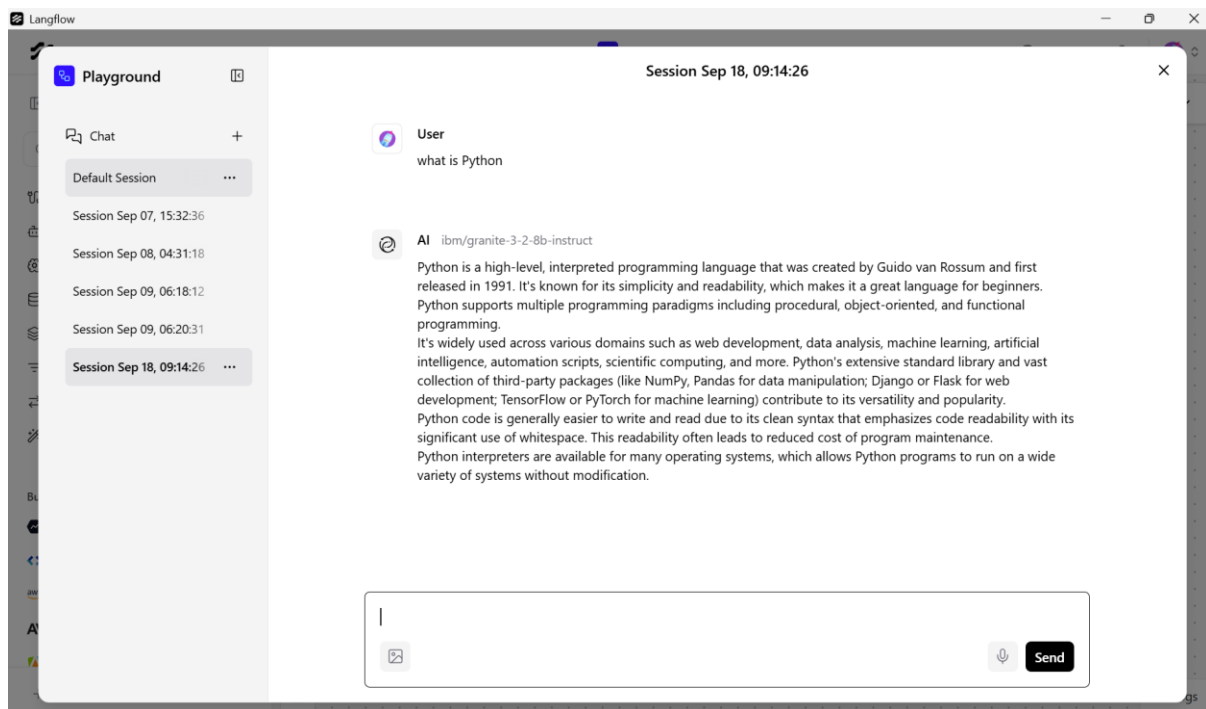 Langflow
Playground
Chat
Default Session
Session Sep 07, 15:32:36
Session Sep 08, 04:31:18
Session Sep 09, 06:18:12
Session Sep 09, 06:20:31
Session Sep 18, 09:14:26
Session Sep 18, 09:14:26
User
what is Python
AI ibm/granite-3-2-8b-instruct
Python is a high-level, interpreted programming language that was created by Guido van Rossum and first
released in 1991. It's known for its simplicity and readability, which makes it a great language for beginners.
Python supports multiple programming paradigms including procedural, object-oriented, and functional
programming.
It's widely used across various domains such as web development, data analysis, machine learning, artificial
intelligence, automation scripts, scientific computing, and more. Python's extensive standard library and vast
collection of third-party packages (like NumPy, Pandas for data manipulation; Django or Flask for web
development; TensorFlow or PyTorch for machine learning) contribute to its versatility and popularity.
Python code is generally easier to write and read due to its clean syntax that emphasizes code readability with its
significant use of whitespace. This readability often leads to reduced cost of program maintenance.
Python interpreters are available for many operating systems, which allows Python programs to run on a wide
variety of systems without modification.
Send